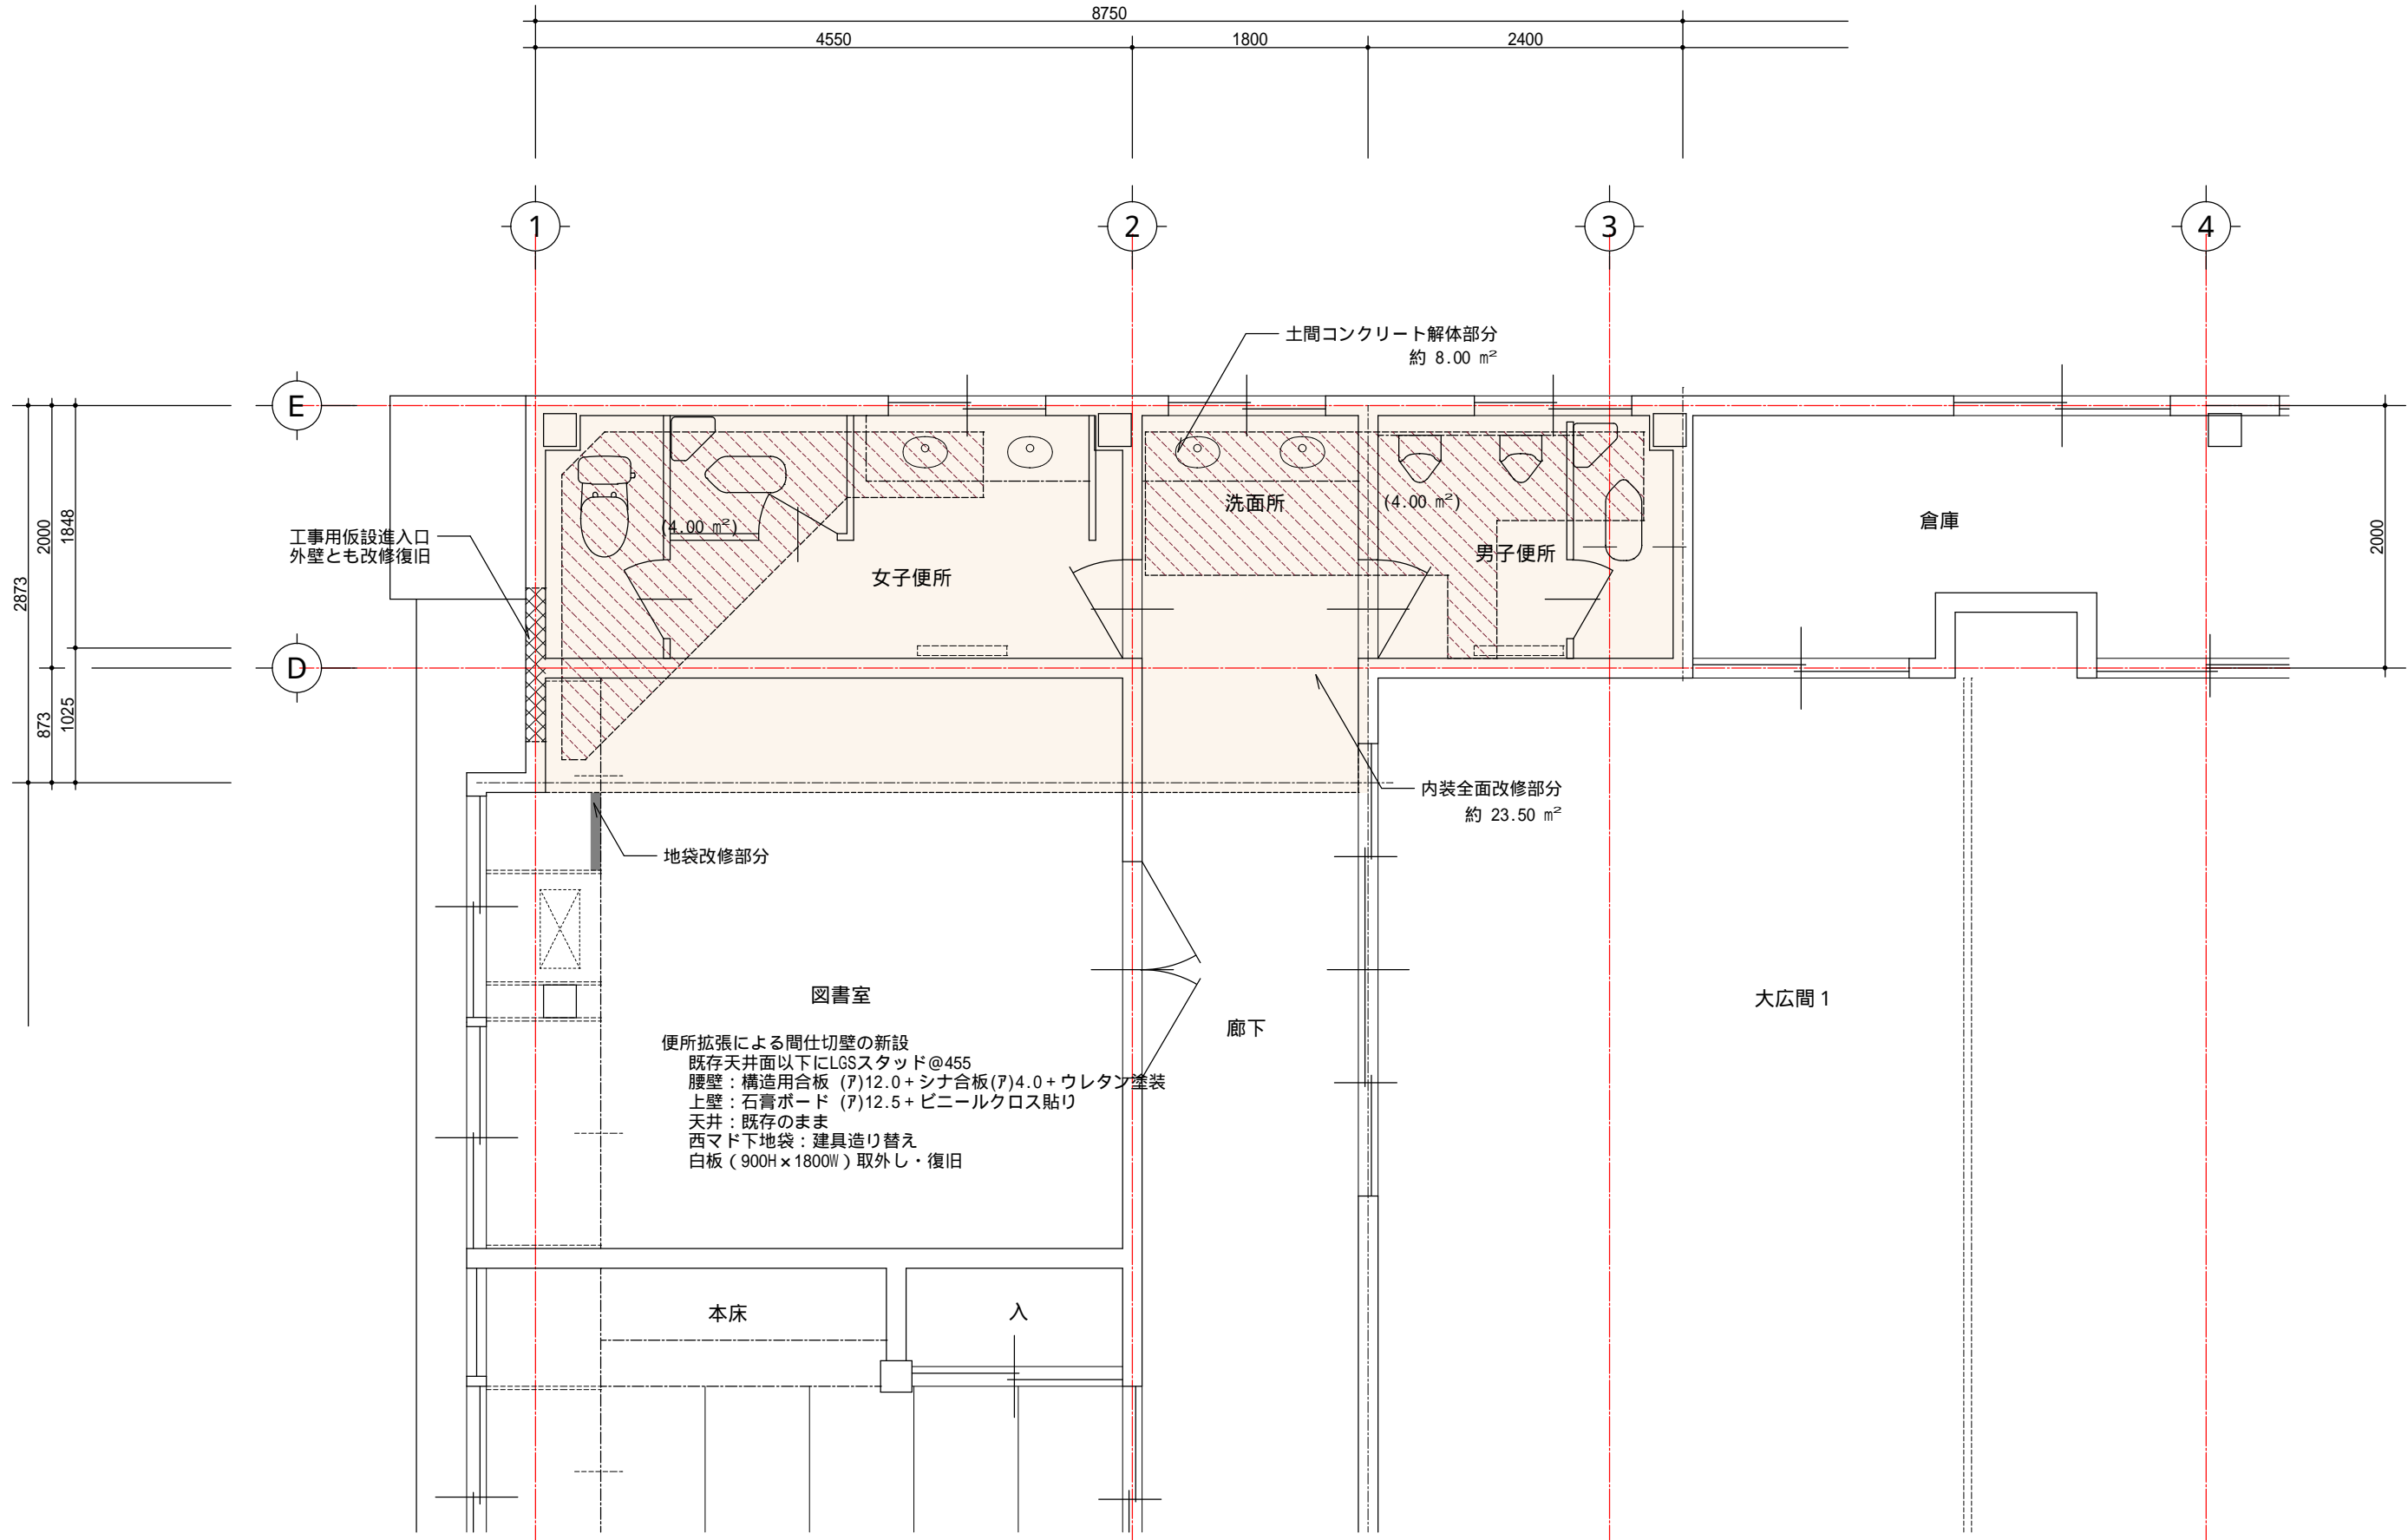 8750
4550
1800
2400
1
2
3
4
土間コンクリート解体部分
約 8.00 ㎡
E
2873
2000
1848
工事用仮設進入口
外壁とも改修復旧
(4.00 ㎡)
洗面所
(4.00 ㎡)
倉庫
2000
男子便所
女子便所
D
873
1025
内装全面改修部分
約 23.50 ㎡
地袋改修部分
図書室
大広間1
廊下
便所拡張による間仕切壁の新設
既存天井面以下にLGSスタッド@455
腰壁:構造用合板 (ア)12.0+シナ合板(ア)4.0+ウレタン塗装
上壁:石膏ボード (ア)12.5+ビニールクロス貼り
天井:既存のまま
西マド下地袋:建具造り替え
白板(900H×1800W)取外し・復旧
本床
入